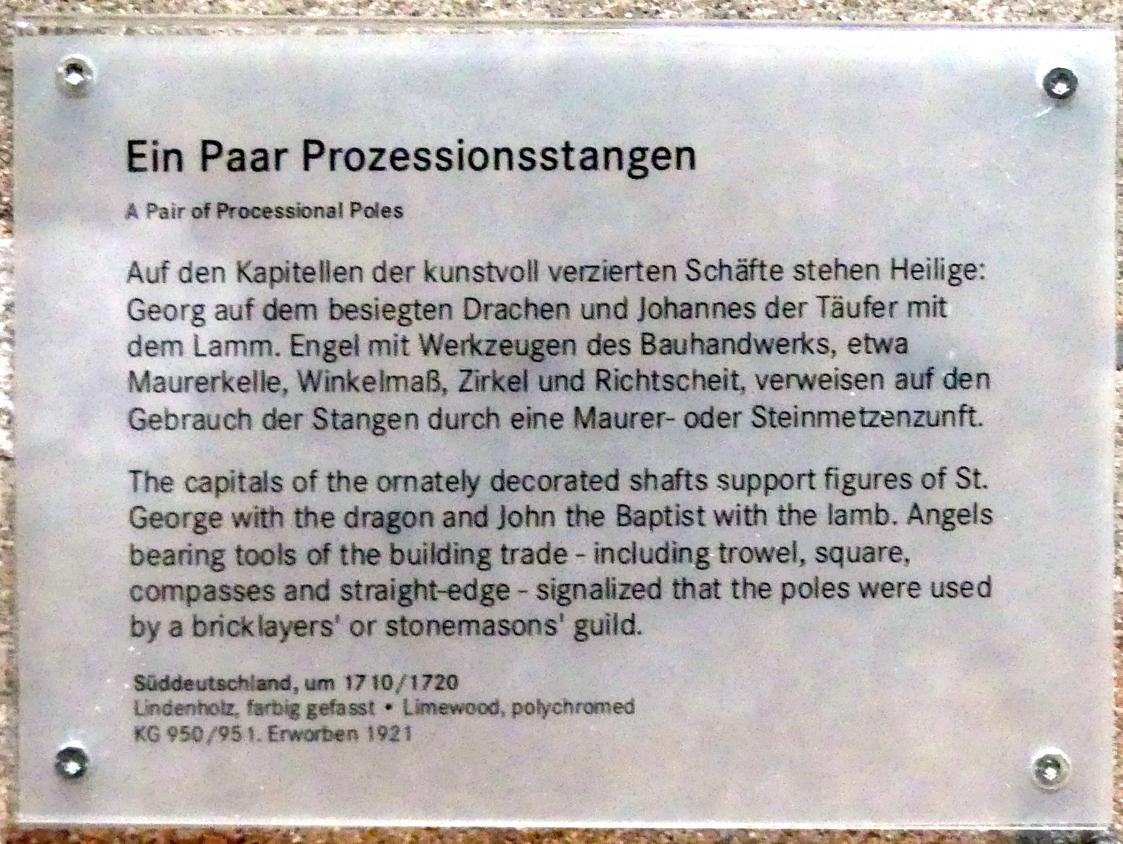 Ein Paar Prozessionsstangen
A Pair of Processional Poles
Auf den Kapitellen der kunstvoll verzierten Schäfte stehen Heilige:
Georg auf dem besiegten Drachen und Johannes der Täufer mit
dem Lamm. Engel mit Werkzeugen des Bauhandwerks, etwa
Maurerkelle, Winkelmaß, Zirkel und Richtscheit, verweisen auf den
Gebrauch der Stangen durch eine Maurer- oder Steinmetzenzunft.
The capitals of the ornately decorated shafts support figures of St.
George with the dragon and John the Baptist with the lamb. Angels
bearing tools of the building trade - including trowel, square,
compasses and straight-edge - signalized that the poles were used
by a bricklayers' or stonemasons' guild.
Süddeutschland, um 1710/1720
Lindenholz, farbig gefasst • Limewood, polychromed
KG 950/951. Erworben 1921